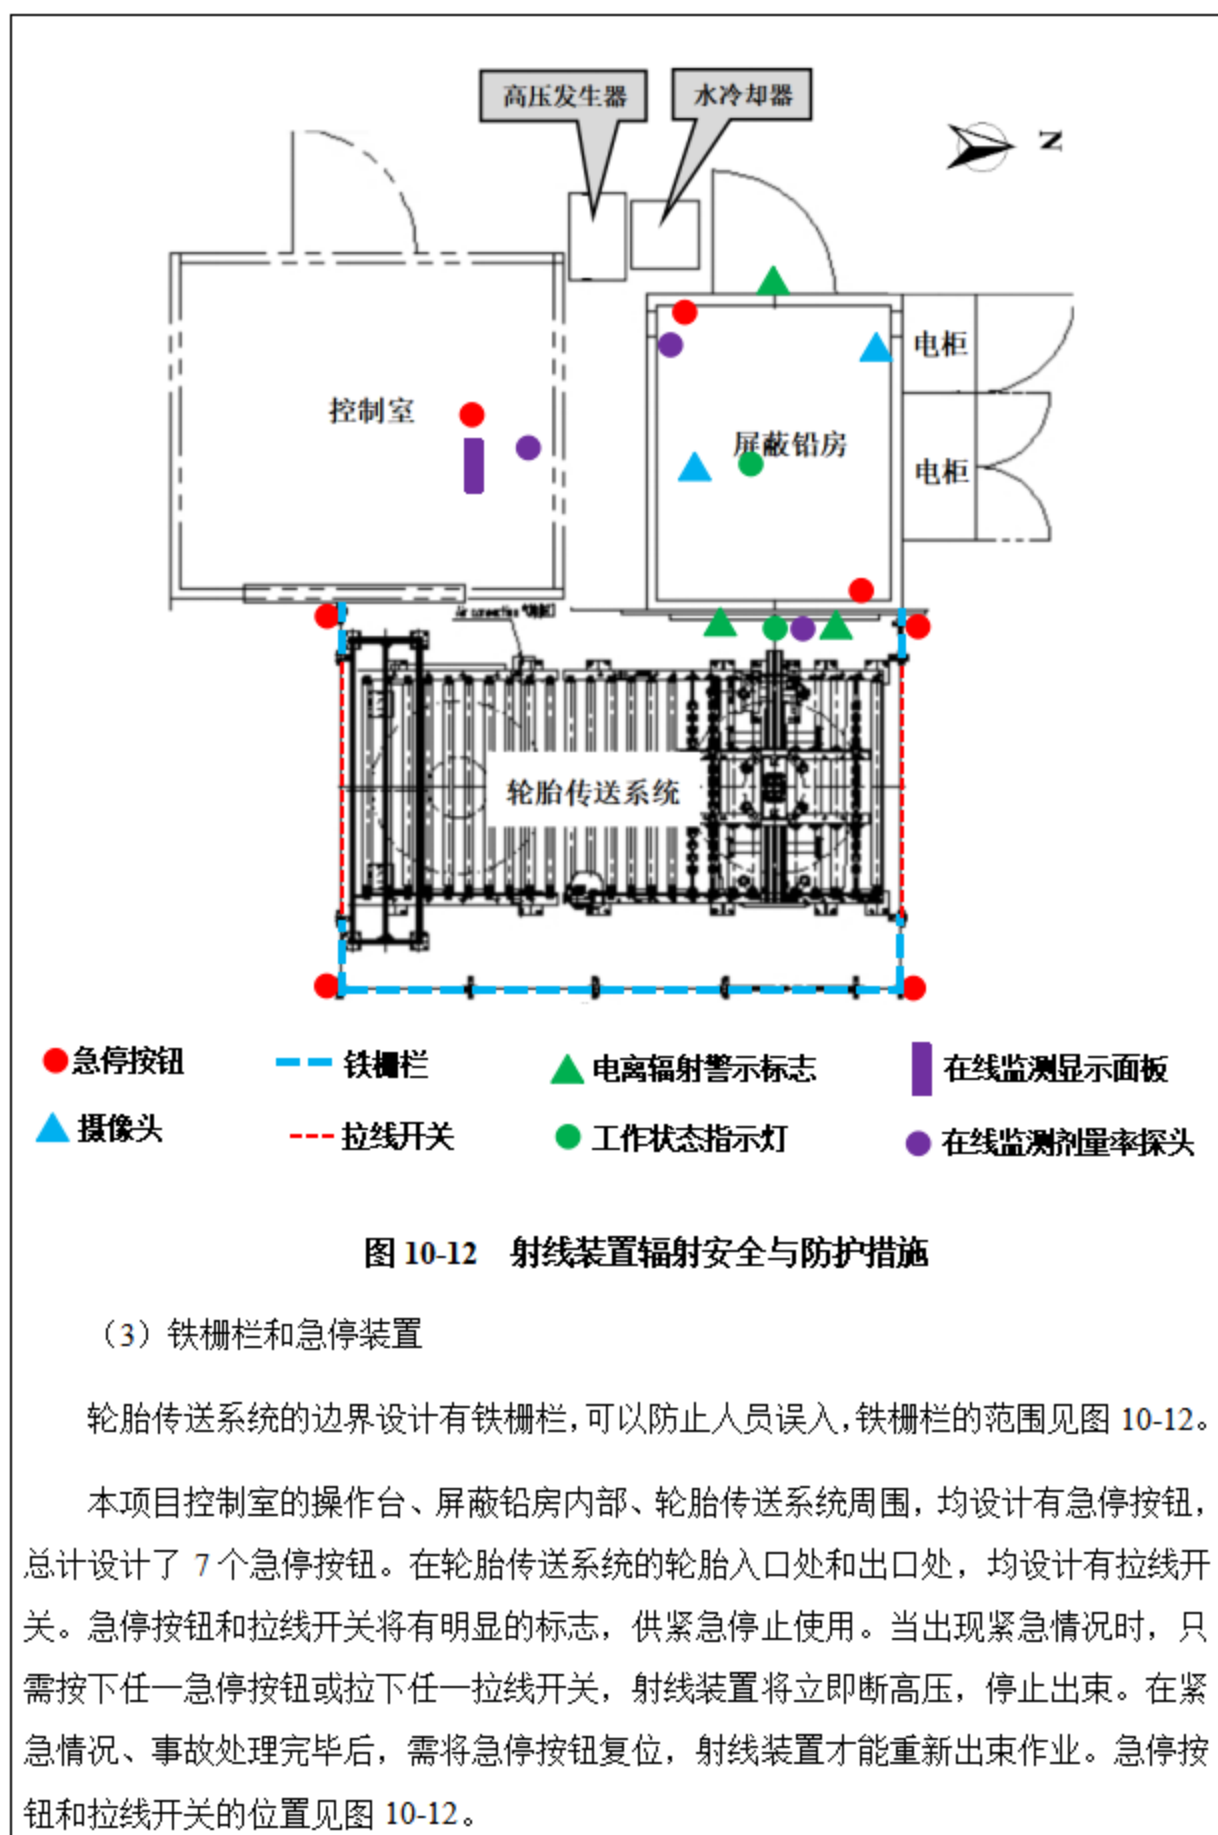 高压发生器
水冷却器
N
电柜
控制室
屏蔽铅房
电柜
轮胎传送系统
急停按钮
铁栅栏
电离辐射警示标志
在线监测显示面板
摄像头
拉线开关
工作状态指示灯
在线监测剂量率探头
图 10-12 射线装置辐射安全与防护措施
（3）铁栅栏和急停装置
轮胎传送系统的边界设计有铁栅栏，可以防止人员误入，铁栅栏的范围见图 10-12。
本项目控制室的操作台、屏蔽铅房内部、轮胎传送系统周围，均设计有急停按钮，
总计设计了 7 个急停按钮。在轮胎传送系统的轮胎入口处和出口处，均设计有拉线开
关。急停按钮和拉线开关将有明显的标志，供紧急停止使用。当出现紧急情况时，只
需按下任一急停按钮或拉下任一拉线开关，射线装置将立即断高压，停止出束。在紧
急情况、事故处理完毕后，需将急停按钮复位，射线装置才能重新出束作业。急停按
钮和拉线开关的位置见图 10-12。